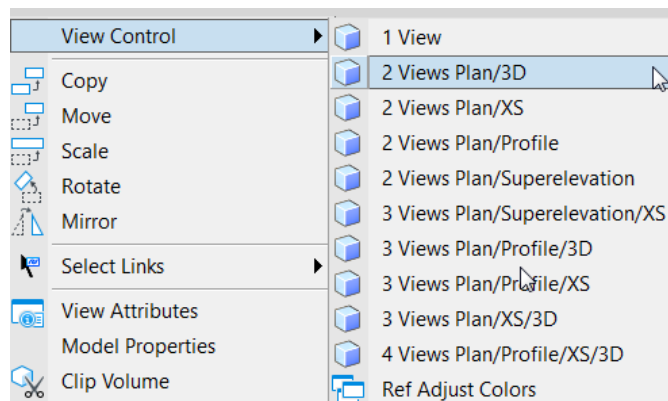 View Control
Copy
Move
Scale
Rotate
Mirror
Select Links
View Attributes
Model Properties
Clip Volume
1 View
2 Views Plan/3D
2 Views Plan/XS
2 Views Plan/Profile
2 Views Plan/Superelevation
3 Views Plan/Superelevation/XS
3 Views Plan/Profile/3D
3 Views Plan/Profile/XS
3 Views Plan/XS/3D
4 Views Plan/Profile/XS/3D
Ref Adjust Colors